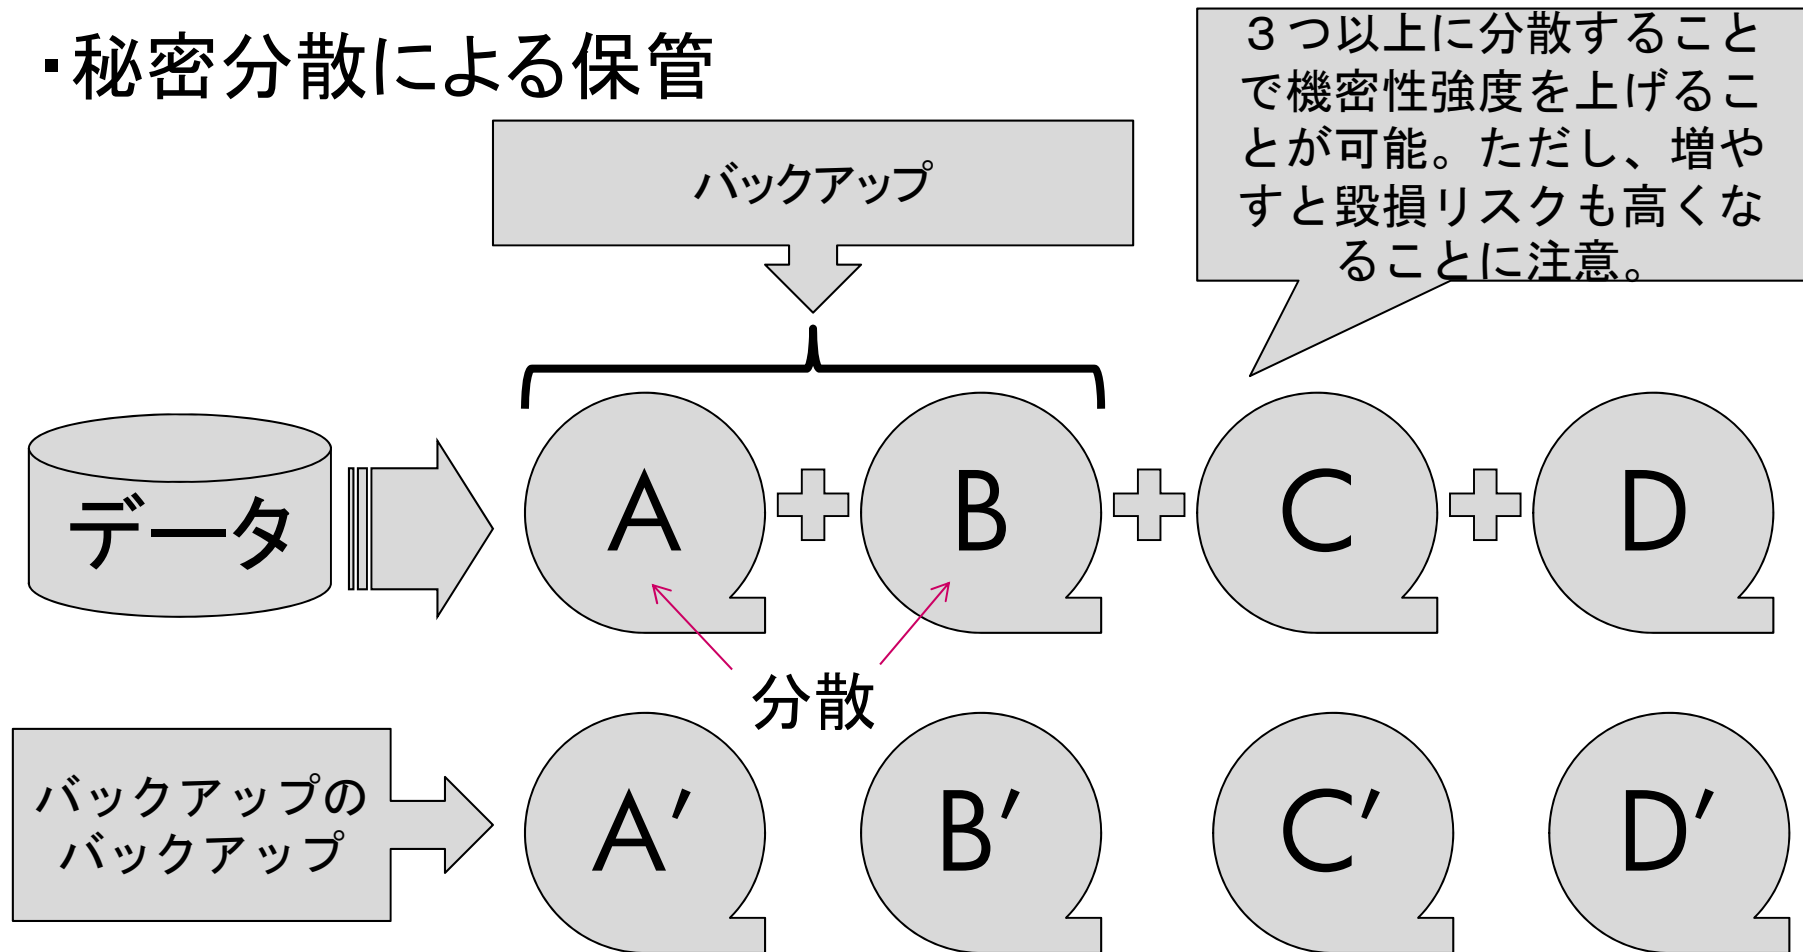 ・秘密分散による保管
３つ以上に分散すること
で機密性強度を上げるこ
とが可能。ただし、増や
すと毀損リスクも高くな
ることに注意。
バックアップ
データ
A
B
C
D
分散
バックアップの
バックアップ
A′
B′
C′
D′